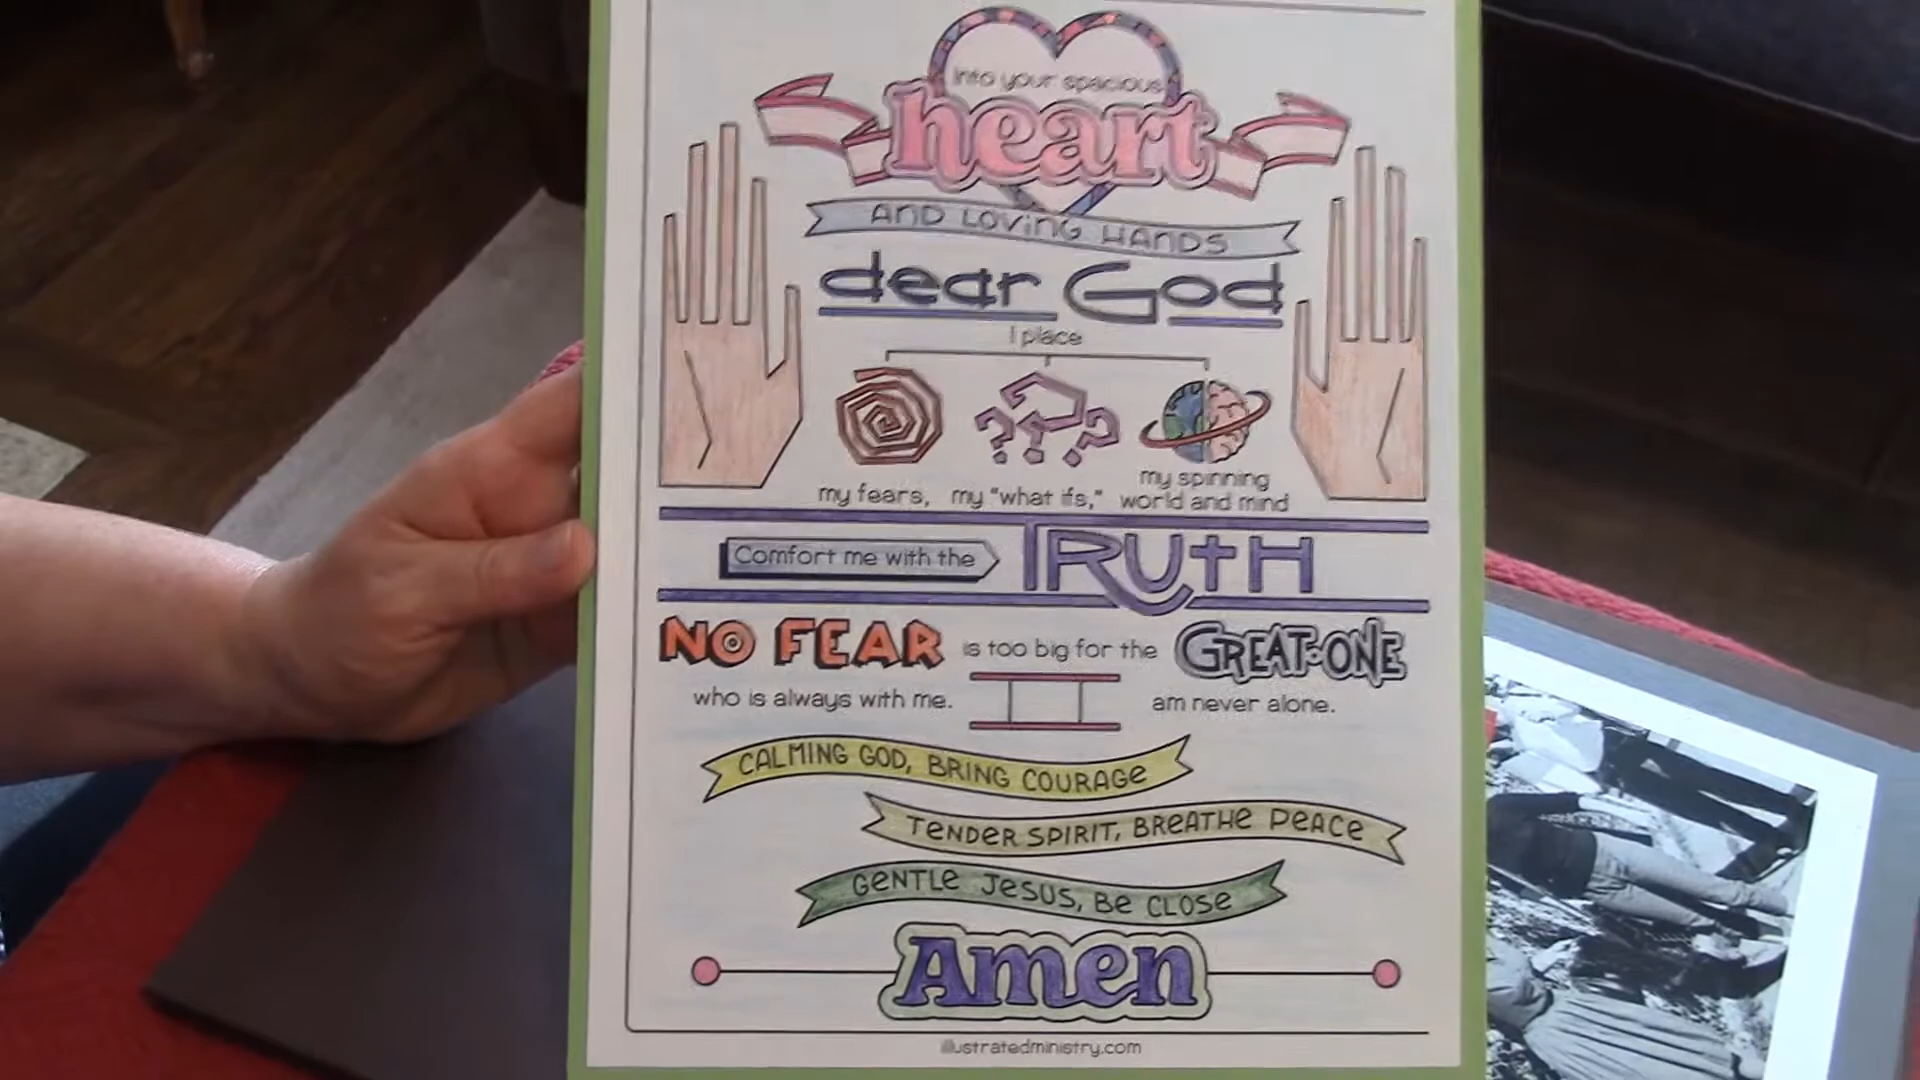 into your spacious
heart
AND LOVING HANDS
dear God
I place
my fears, my "what ifs," my spinning world and mind
Comfort me with the TRUTH
NO FEAR is too big for the GREAT ONE
who is always with me. I am never alone.
CALMING GOD, BRING COURAGE
TENDER SPIRIT, BREATHE PEACE
GENTLE JESUS, BE CLOSE
Amen
illustratedministry.com